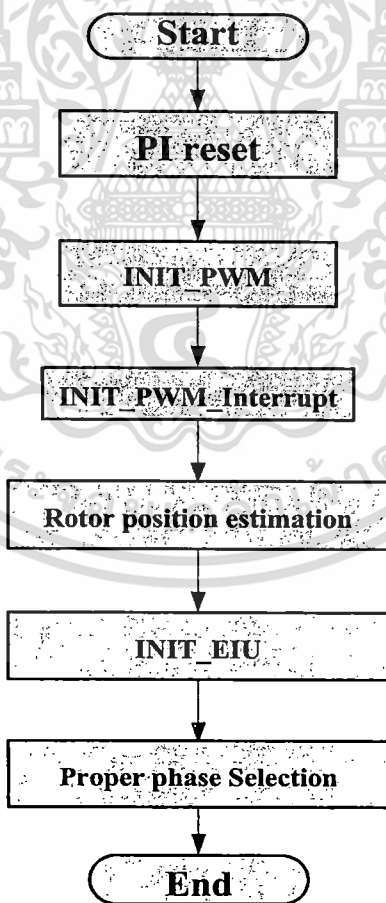 Start
PI reset
INIT_PWM
INIT_PWM_Interrupt
Rotor position estimation
INIT_EIU
Proper phase Selection
End